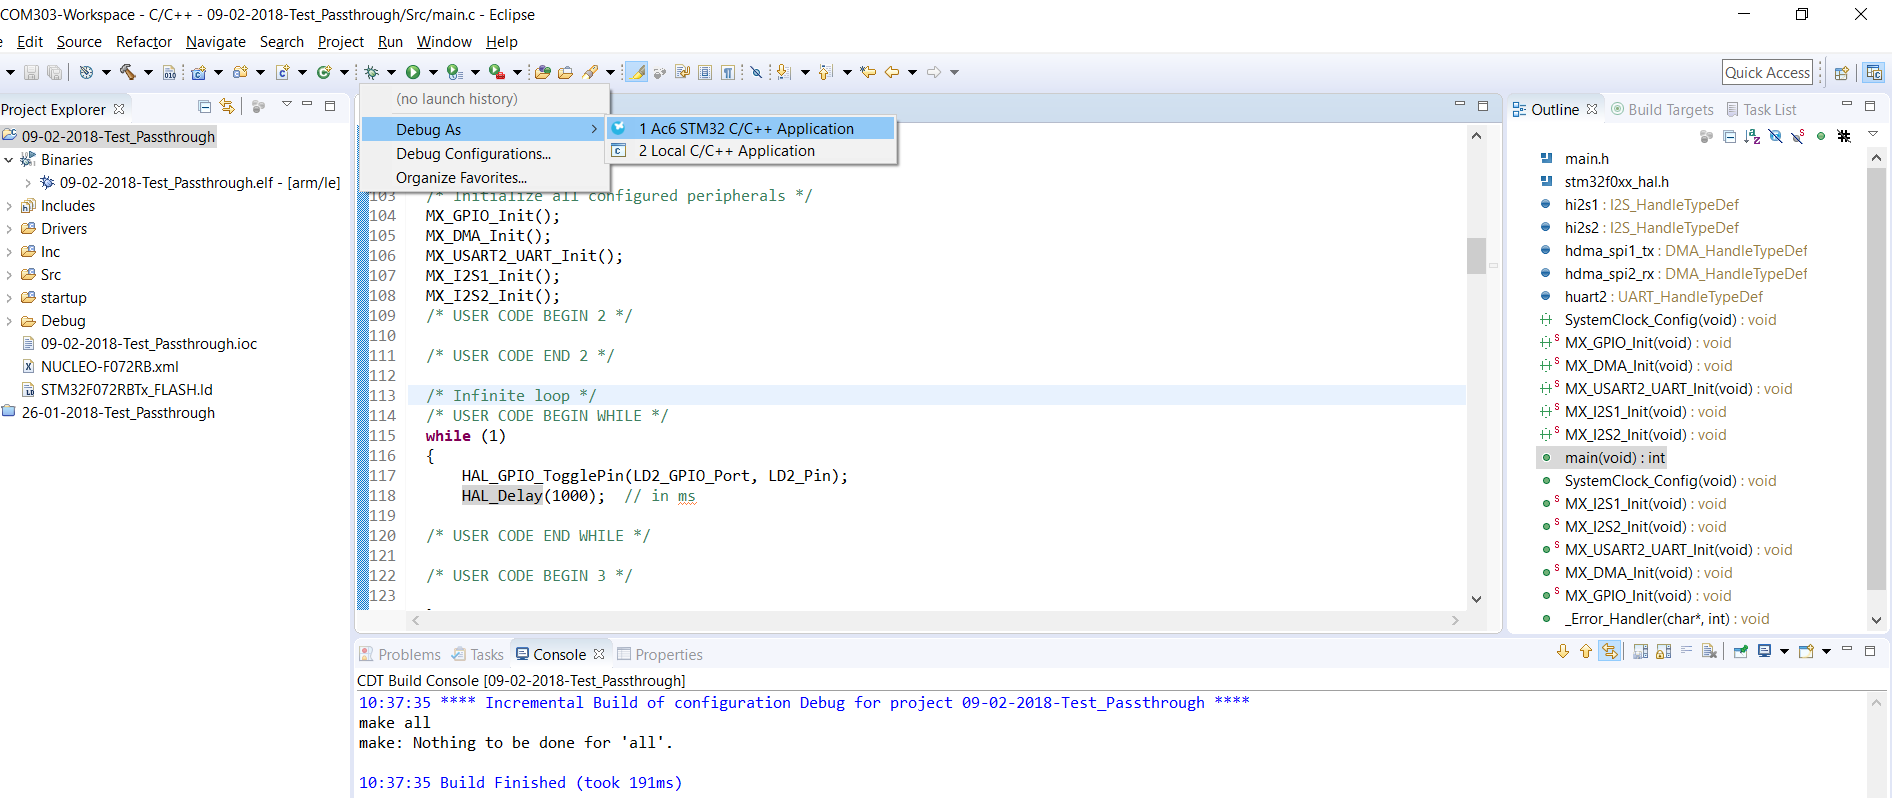 COM303-Workspace - C/C++ - 09-02-2018-Test_Passthrough/Src/main.c - Eclipse
e Edit Source Refactor Navigate Search Project Run Window Help
Quick Access
Project Explorer
09-02-2018-Test_Passthrough
Binaries
09-02-2018-Test_Passthrough.elf - [arm/le]
Includes
Drivers
Inc
Src
startup
Debug
09-02-2018-Test_Passthrough.ioc
NUCLEO-F072RB.xml
STM32F072RBTx_FLASH.ld
26-01-2018-Test_Passthrough
(no launch history)
Debug As
Debug Configurations...
Organize Favorites...
1 Ac6 STM32 C/C++ Application
2 Local C/C++ Application
103 /* Initialize all configured peripherals */
104 MX_GPIO_Init();
105 MX_DMA_Init();
106 MX_USART2_UART_Init();
107 MX_I2S1_Init();
108 MX_I2S2_Init();
109 /* USER CODE BEGIN 2 */
110
111 /* USER CODE END 2 */
112
113 /* Infinite loop */
114 /* USER CODE BEGIN WHILE */
115 while (1)
116 {
117 HAL_GPIO_TogglePin(LD2_GPIO_Port, LD2_Pin);
118 HAL_Delay(1000); // in ms
119
120 /* USER CODE END WHILE */
121
122 /* USER CODE BEGIN 3 */
123
Outline Build Targets Task List
main.h
stm32f0xx_hal.h
hi2s1 : I2S_HandleTypeDef
hi2s2 : I2S_HandleTypeDef
hdma_spi1_tx : DMA_HandleTypeDef
hdma_spi2_rx : DMA_HandleTypeDef
huart2 : UART_HandleTypeDef
SystemClock_Config(void) : void
MX_GPIO_Init(void) : void
MX_DMA_Init(void) : void
MX_USART2_UART_Init(void) : void
MX_I2S1_Init(void) : void
MX_I2S2_Init(void) : void
main(void) : int
SystemClock_Config(void) : void
MX_I2S1_Init(void) : void
MX_I2S2_Init(void) : void
MX_USART2_UART_Init(void) : void
MX_DMA_Init(void) : void
MX_GPIO_Init(void) : void
_Error_Handler(char*, int) : void
Problems Tasks Console Properties
CDT Build Console [09-02-2018-Test_Passthrough]
10:37:35 **** Incremental Build of configuration Debug for project 09-02-2018-Test_Passthrough ****
make all
make: Nothing to be done for 'all'.
10:37:35 Build Finished (took 191ms)